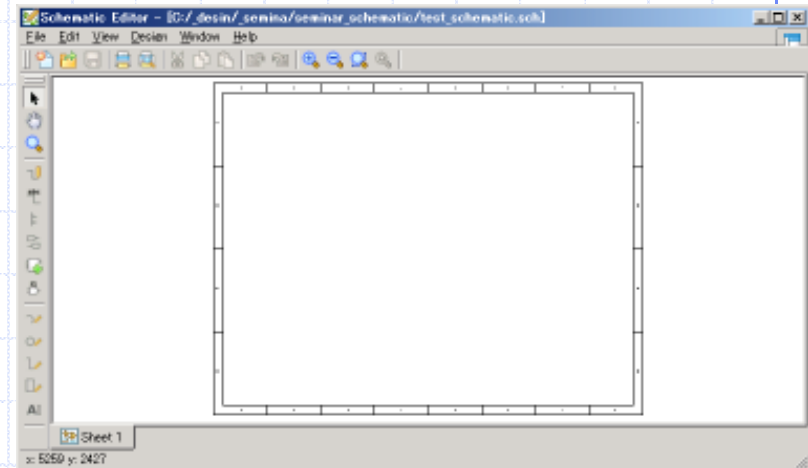 Schematic Editor - [C:/_desin/_semina/seminar_schematic/test_schematic.sch]
File Edit View Design Window Help
A
Sheet 1
x: 5259 y: 2427